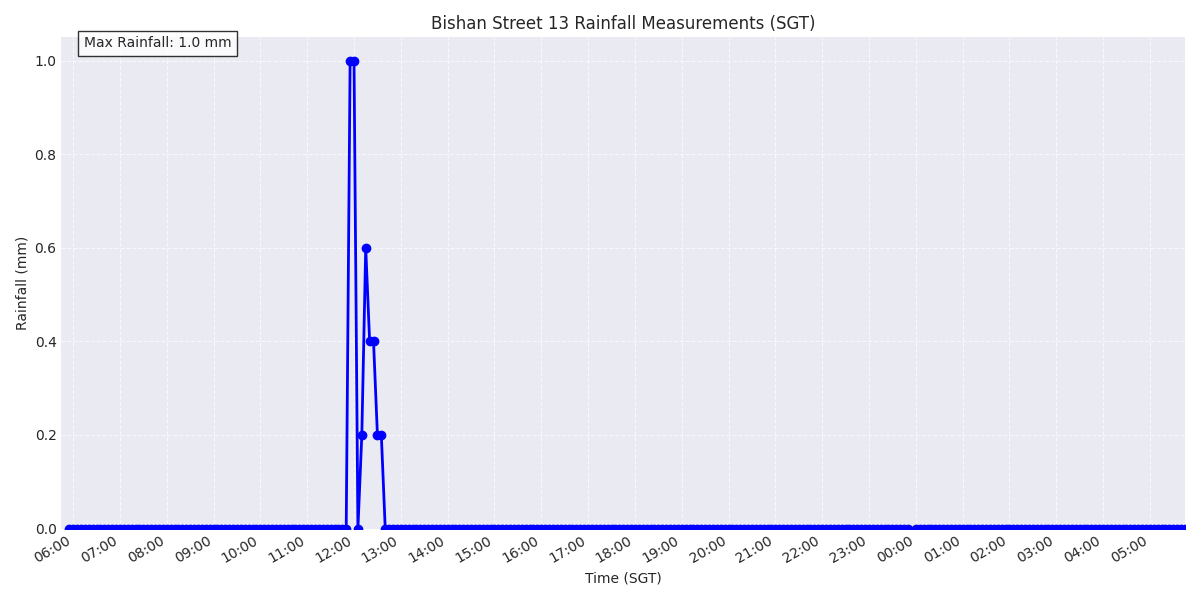 Bishan Street 13 Rainfall Measurements (SGT)
Max Rainfall: 1.0 mm
1.0
0.8
0.6
0.4
0.2
0.0
Rainfall (mm)
06:00 07:00 08:00 09:00 10:00 11:00 12:00 13:00 14:00 15:00 16:00 17:00 18:00 19:00 20:00 21:00 22:00 23:00 00:00 01:00 02:00 03:00 04:00 05:00
Time (SGT)